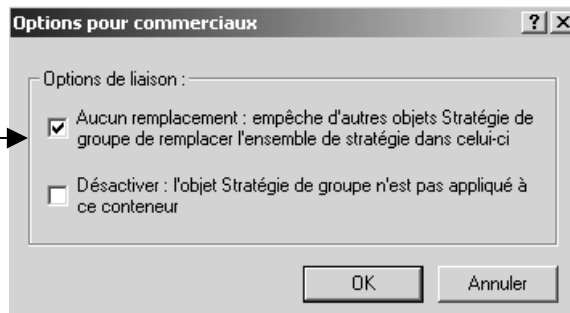 Options pour commerciaux
Options de liaison :
Aucun remplacement : empêche d'autres objets Stratégie de
groupe de remplacer l'ensemble de stratégie dans celui-ci
Désactiver : l'objet Stratégie de groupe n'est pas appliqué à
ce conteneur
OK
Annuler